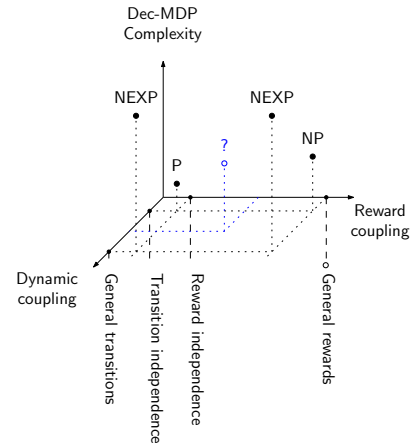 Dec-MDP
Complexity
NEXP
NEXP
NP
?
P
Reward
coupling
Dynamic
coupling
General transitions
Transition independence
Reward independence
General rewards